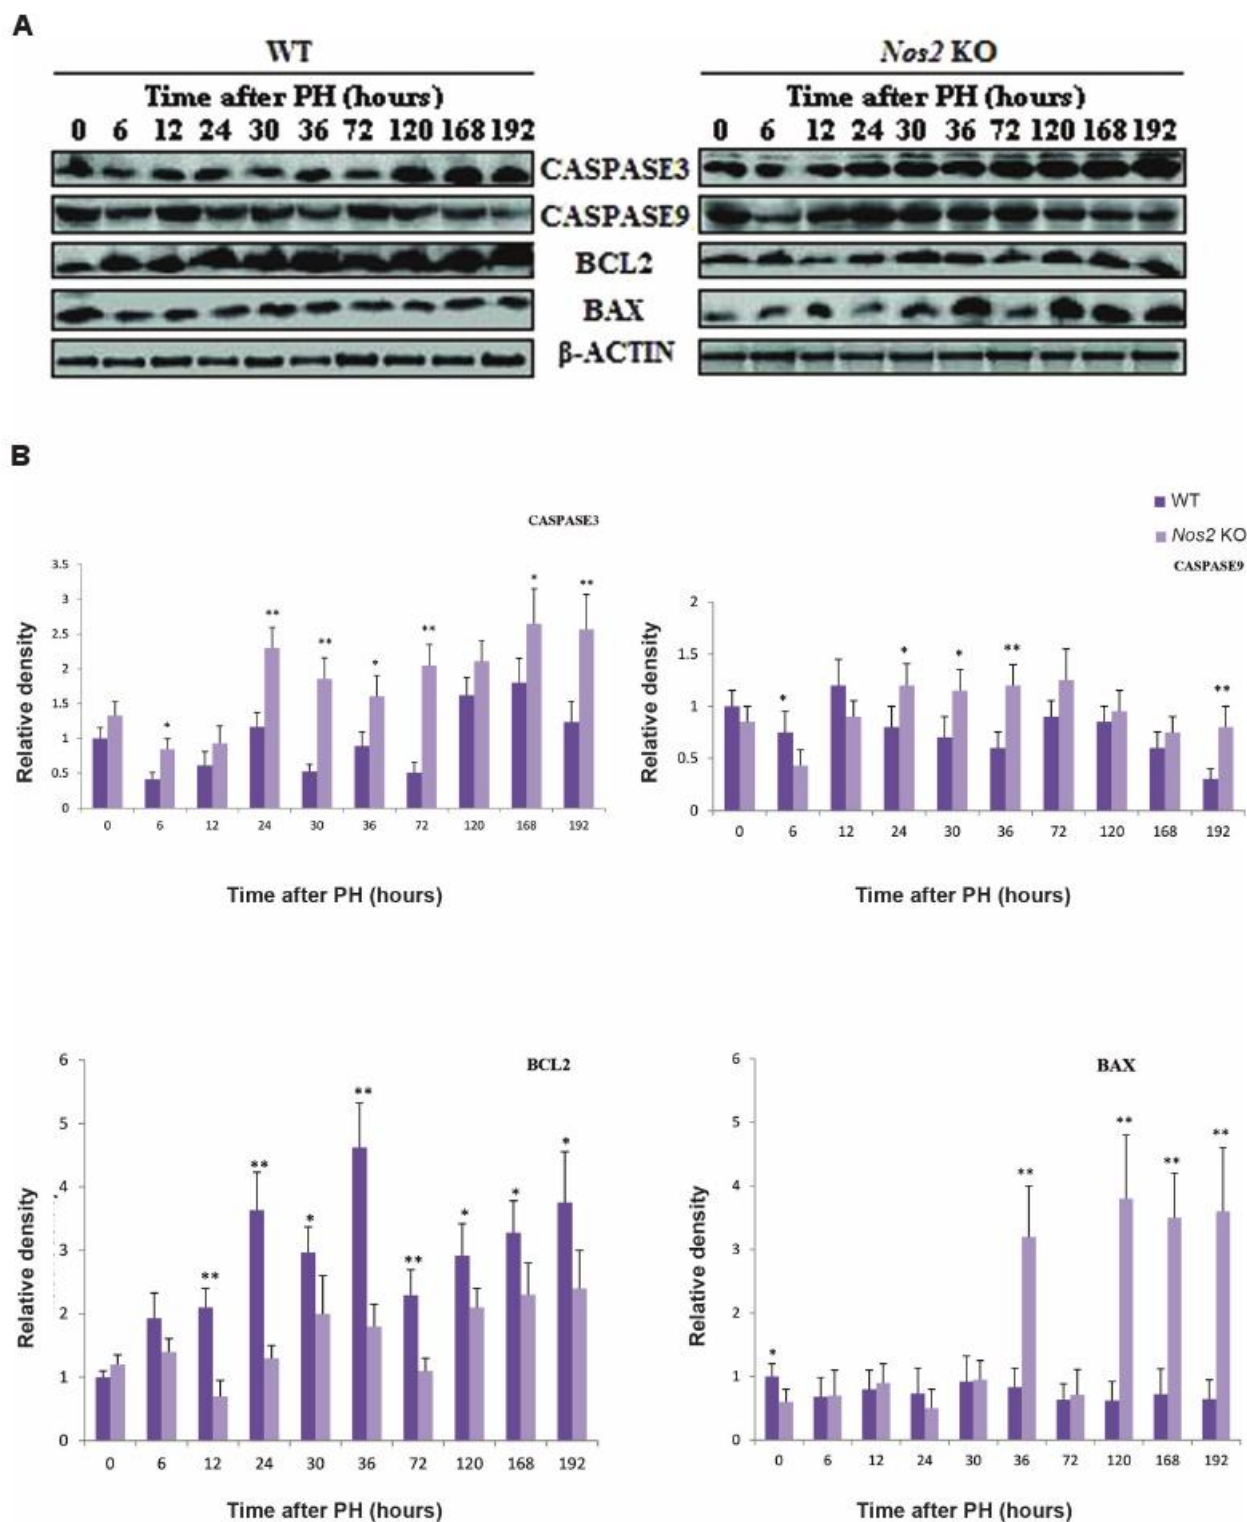 A
WT
Nos2 KO
Time after PH (hours)
Time after PH (hours)
0 6 12 24 30 36 72 120 168 192
0 6 12 24 30 36 72 120 168 192
CASPASE3
CASPASE9
BCL2
BAX
β-ACTIN
B
WT
Nos2 KO
CASPASE3
Relative density
3.5
3
2.5
2
1.5
1
0.5
0
*
**
**
*
**
*
**
0 6 12 24 30 36 72 120 168 192
Time after PH (hours)
CASPASE9
Relative density
2
1.5
1
0.5
0
*
*
*
**
**
0 6 12 24 30 36 72 120 168 192
Time after PH (hours)
BCL2
Relative density
6
5
4
3
2
1
0
**
**
*
**
**
*
*
*
0 6 12 24 30 36 72 120 168 192
Time after PH (hours)
BAX
Relative density
6
5
4
3
2
1
0
*
**
**
**
**
0 6 12 24 30 36 72 120 168 192
Time after PH (hours)